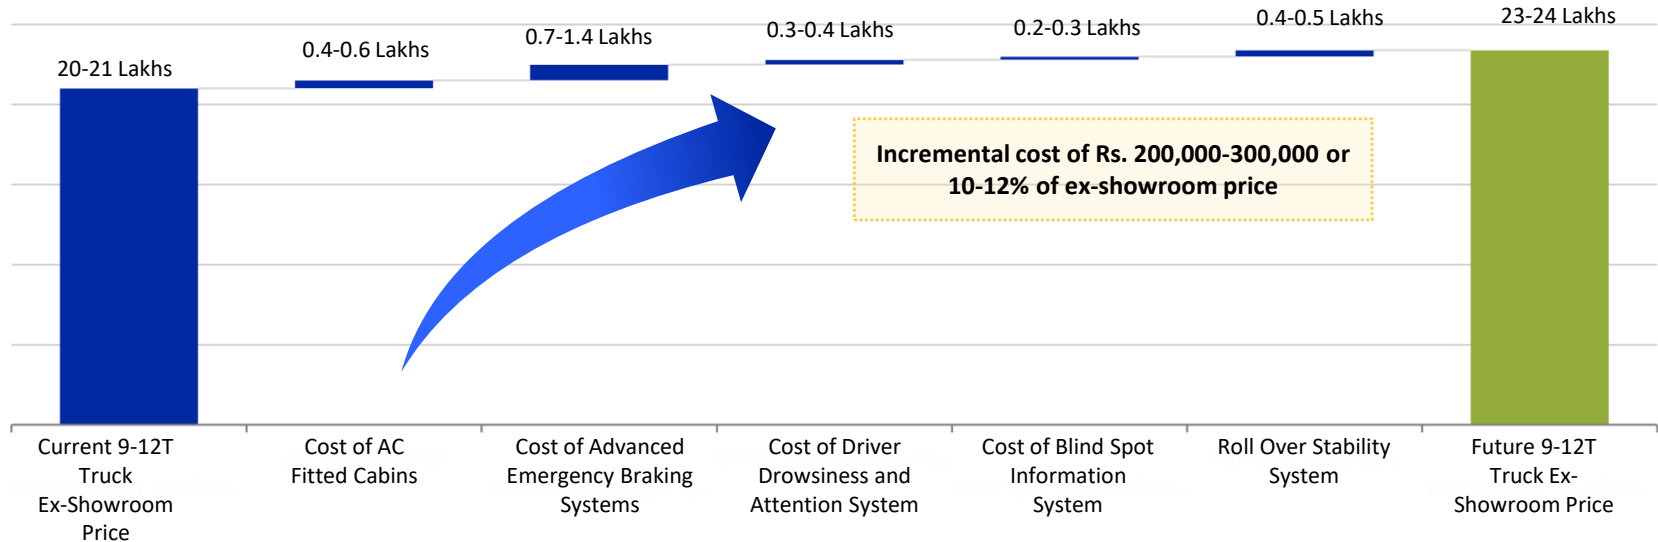 20-21 Lakhs
0.4-0.6 Lakhs
0.7-1.4 Lakhs
0.3-0.4 Lakhs
0.2-0.3 Lakhs
0.4-0.5 Lakhs
23-24 Lakhs
Incremental cost of Rs. 200,000-300,000 or
10-12% of ex-showroom price
Current 9-12T
Truck
Ex-Showroom
Price
Cost of AC
Fitted Cabins
Cost of Advanced
Emergency Braking
Systems
Cost of Driver
Drowsiness and
Attention System
Cost of Blind Spot
Information
System
Roll Over Stability
System
Future 9-12T
Truck Ex-
Showroom Price